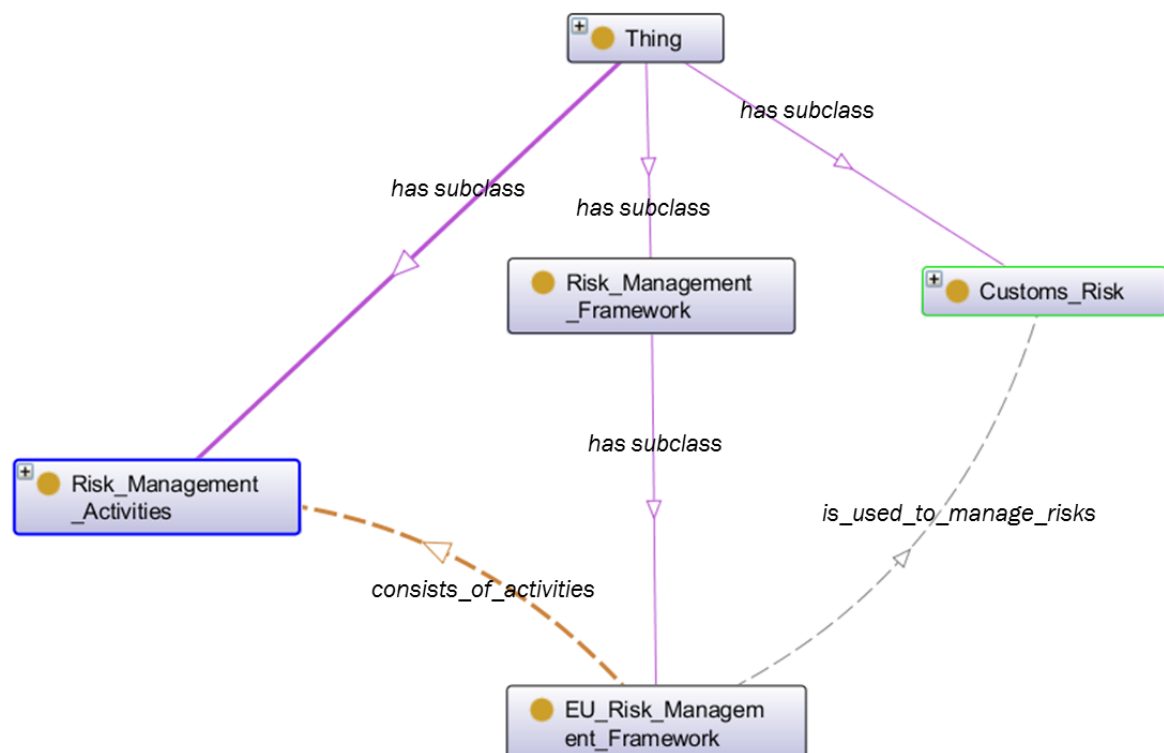 Thing
has subclass
has subclass
has subclass
Risk_Management
_Framework
Customs_Risk
has subclass
Risk_Management
_Activities
is_used_to_manage_risks
consists_of_activities
EU_Risk_Managem
ent_Framework